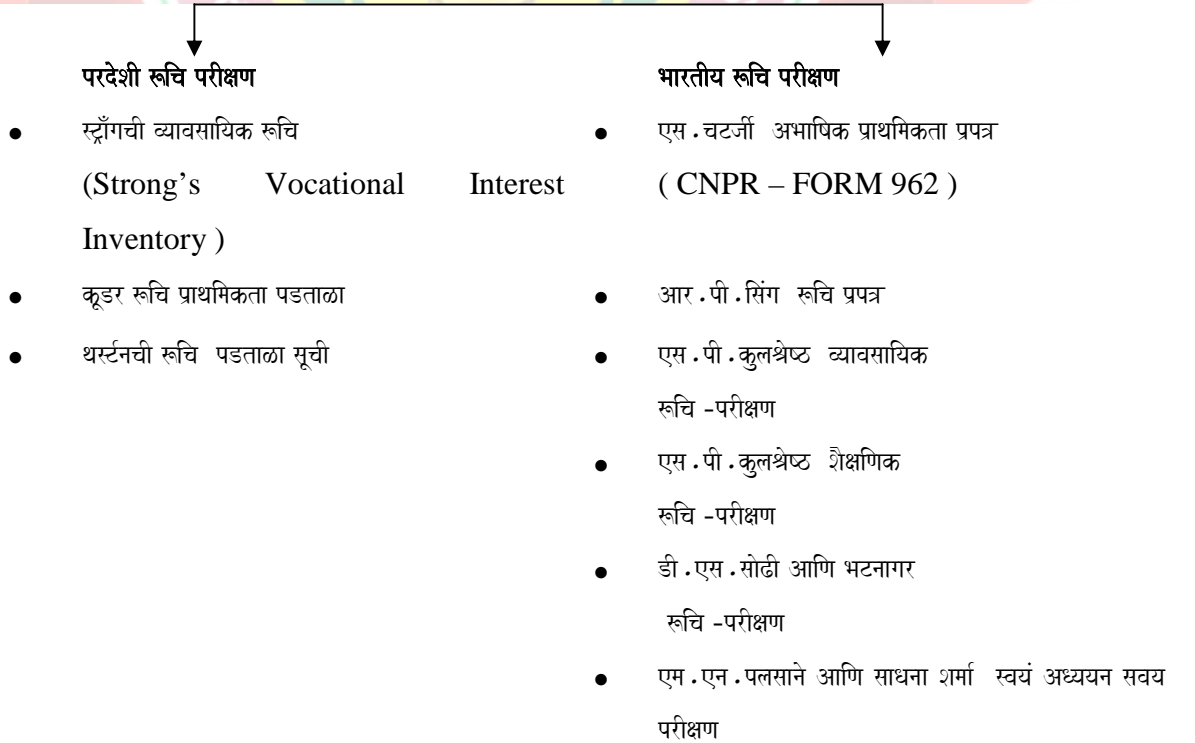 परदेशी रूचि परीक्षण
● स्ट्राँगची व्यावसायिक रूचि
(Strong’s Vocational Interest
Inventory )
● कूडर रूचि प्राथमिकता पडताळा
● थर्स्टनची रूचि पडताळा सूची
भारतीय रूचि परीक्षण
● एस.चटर्जी अभाषिक प्राथमिकता प्रपत्र
( CNPR – FORM 962 )
● आर.पी.सिंग रूचि प्रपत्र
● एस.पी.कुलश्रेष्ठ व्यावसायिक
रूचि -परीक्षण
● एस.पी.कुलश्रेष्ठ शैक्षणिक
रूचि -परीक्षण
● डी.एस.सोढी आणि भटनागर
रूचि -परीक्षण
● एम.एन.पलसाने आणि साधना शर्मा स्वयं अध्ययन सवय
परीक्षण